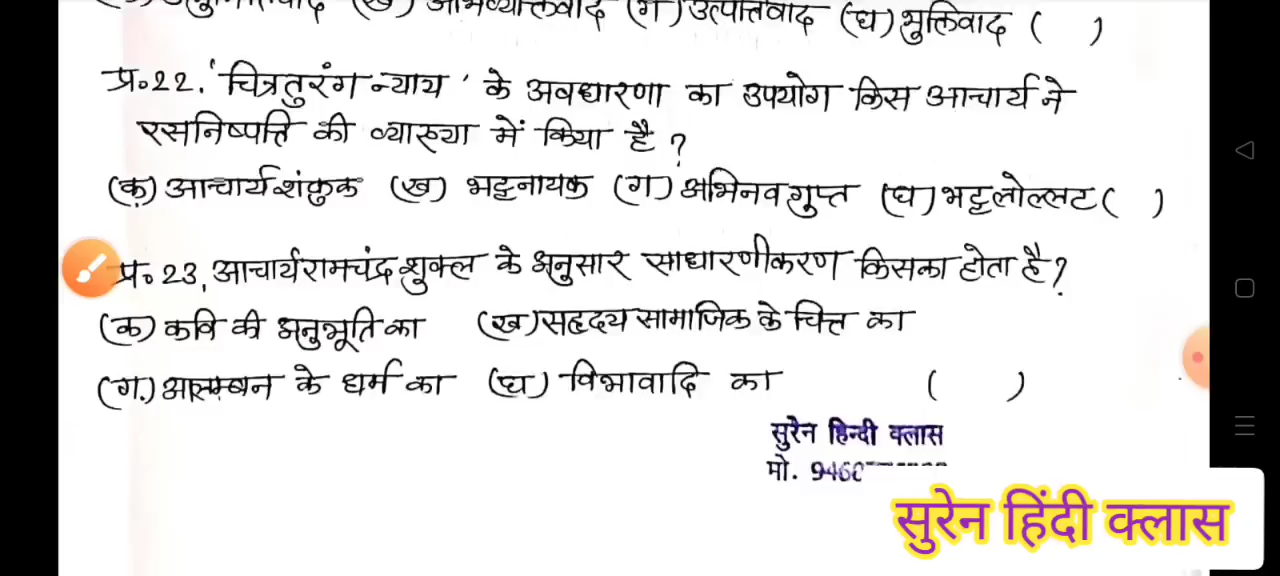 (ख) अभिव्यक्तिवाद (ग) उत्पत्तिवाद (घ) भुक्तिवाद ( )
प्र॰22. 'चित्रतुरंग न्याय' के अवधारणा का उपयोग किस आचार्य ने
रसनिष्पत्ति की व्याख्या में किया है ?
(क) आचार्य शंकुक (ख) भट्टनायक (ग) अभिनवगुप्त (घ) भट्टलोल्लट ( )
प्र॰ 23, आचार्य रामचंद्र शुक्ल के अनुसार साधारणीकरण किसका होता है ?
(क) कवि की अनुभूति का (ख) सहृदय सामाजिक के चित्त का
(ग.) आलम्बन के धर्म का (घ) विभावादि का ( )
सुरेन हिन्दी क्लास
मो. 9460
सुरेन हिंदी क्लास